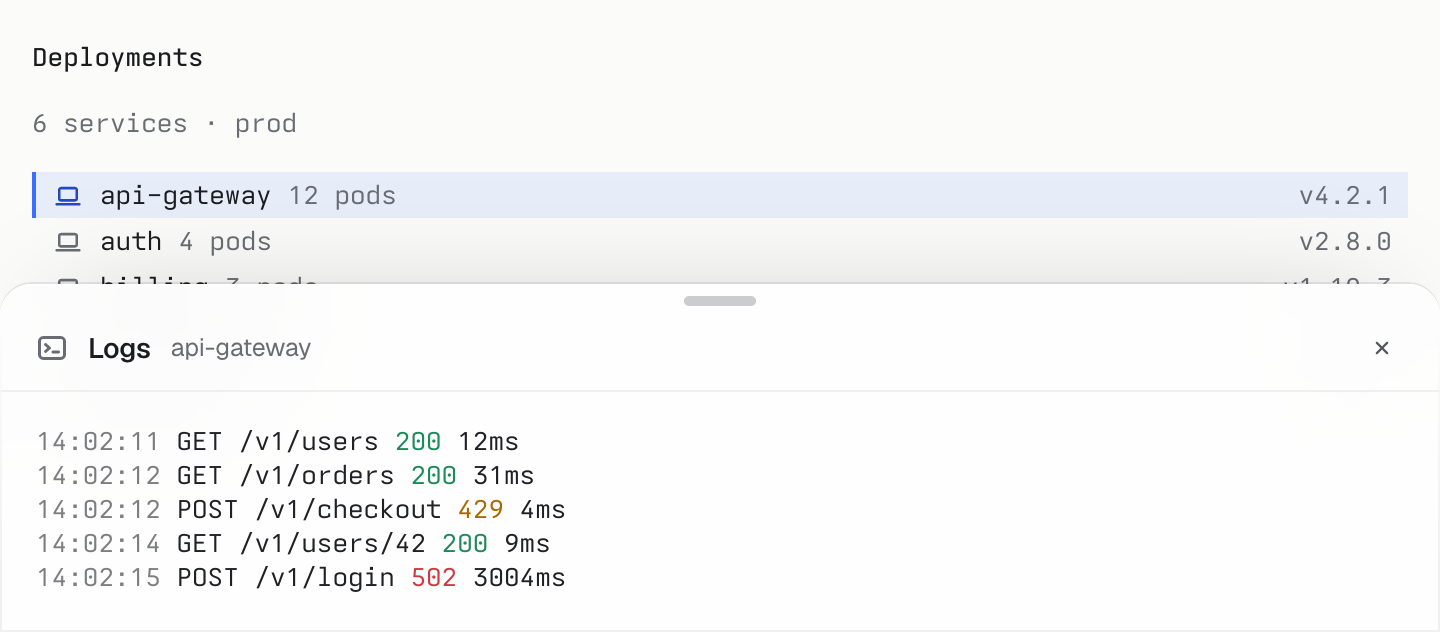 Deployments
6 services · prod
api-gateway 12 pods v4.2.1
auth 4 pods v2.8.0
Logs api-gateway
14:02:11 GET /v1/users 200 12ms
14:02:12 GET /v1/orders 200 31ms
14:02:12 POST /v1/checkout 429 4ms
14:02:14 GET /v1/users/42 200 9ms
14:02:15 POST /v1/login 502 3004ms